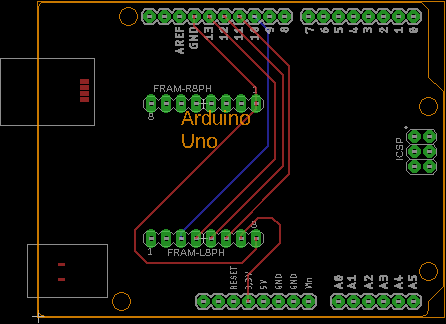 AREF
GND
13
12
11
10
9
8
7
6
5
4
3
2
1
0
FRAM-R8PH
1
8
Arduino
Uno
ICSP
8
1
FRAM-L8PH
RESET
3.3V
5V
GND
GND
Vin
A0
A1
A2
A3
A4
A5